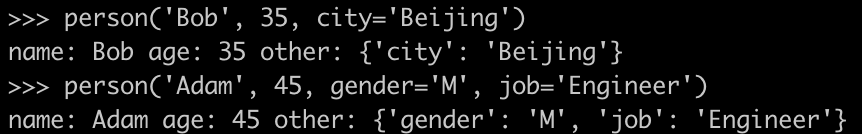 >>> person('Bob', 35, city='Beijing')
name: Bob age: 35 other: {'city': 'Beijing'}
>>> person('Adam', 45, gender='M', job='Engineer')
name: Adam age: 45 other: {'gender': 'M', 'job': 'Engineer'}